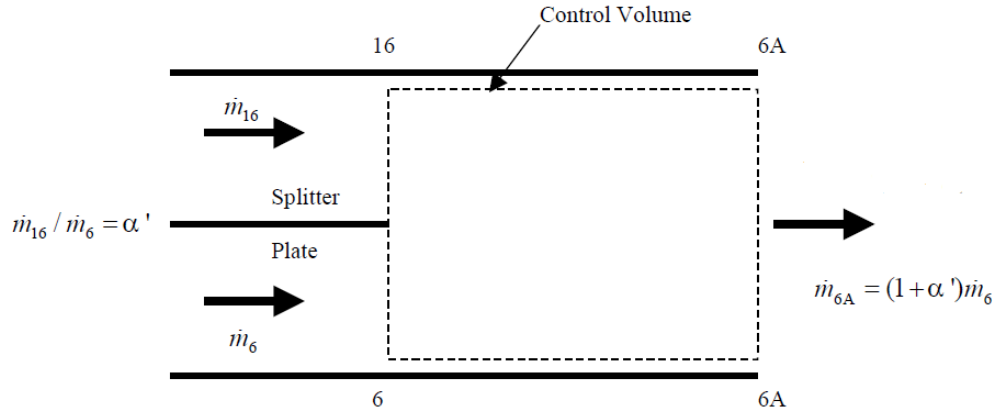 Control Volume
16
6A
ṁ₁₆
Splitter
ṁ₁₆ / ṁ₆ = α '
Plate
ṁ₆ₐ = (1+α ')ṁ₆
ṁ₆
6
6A